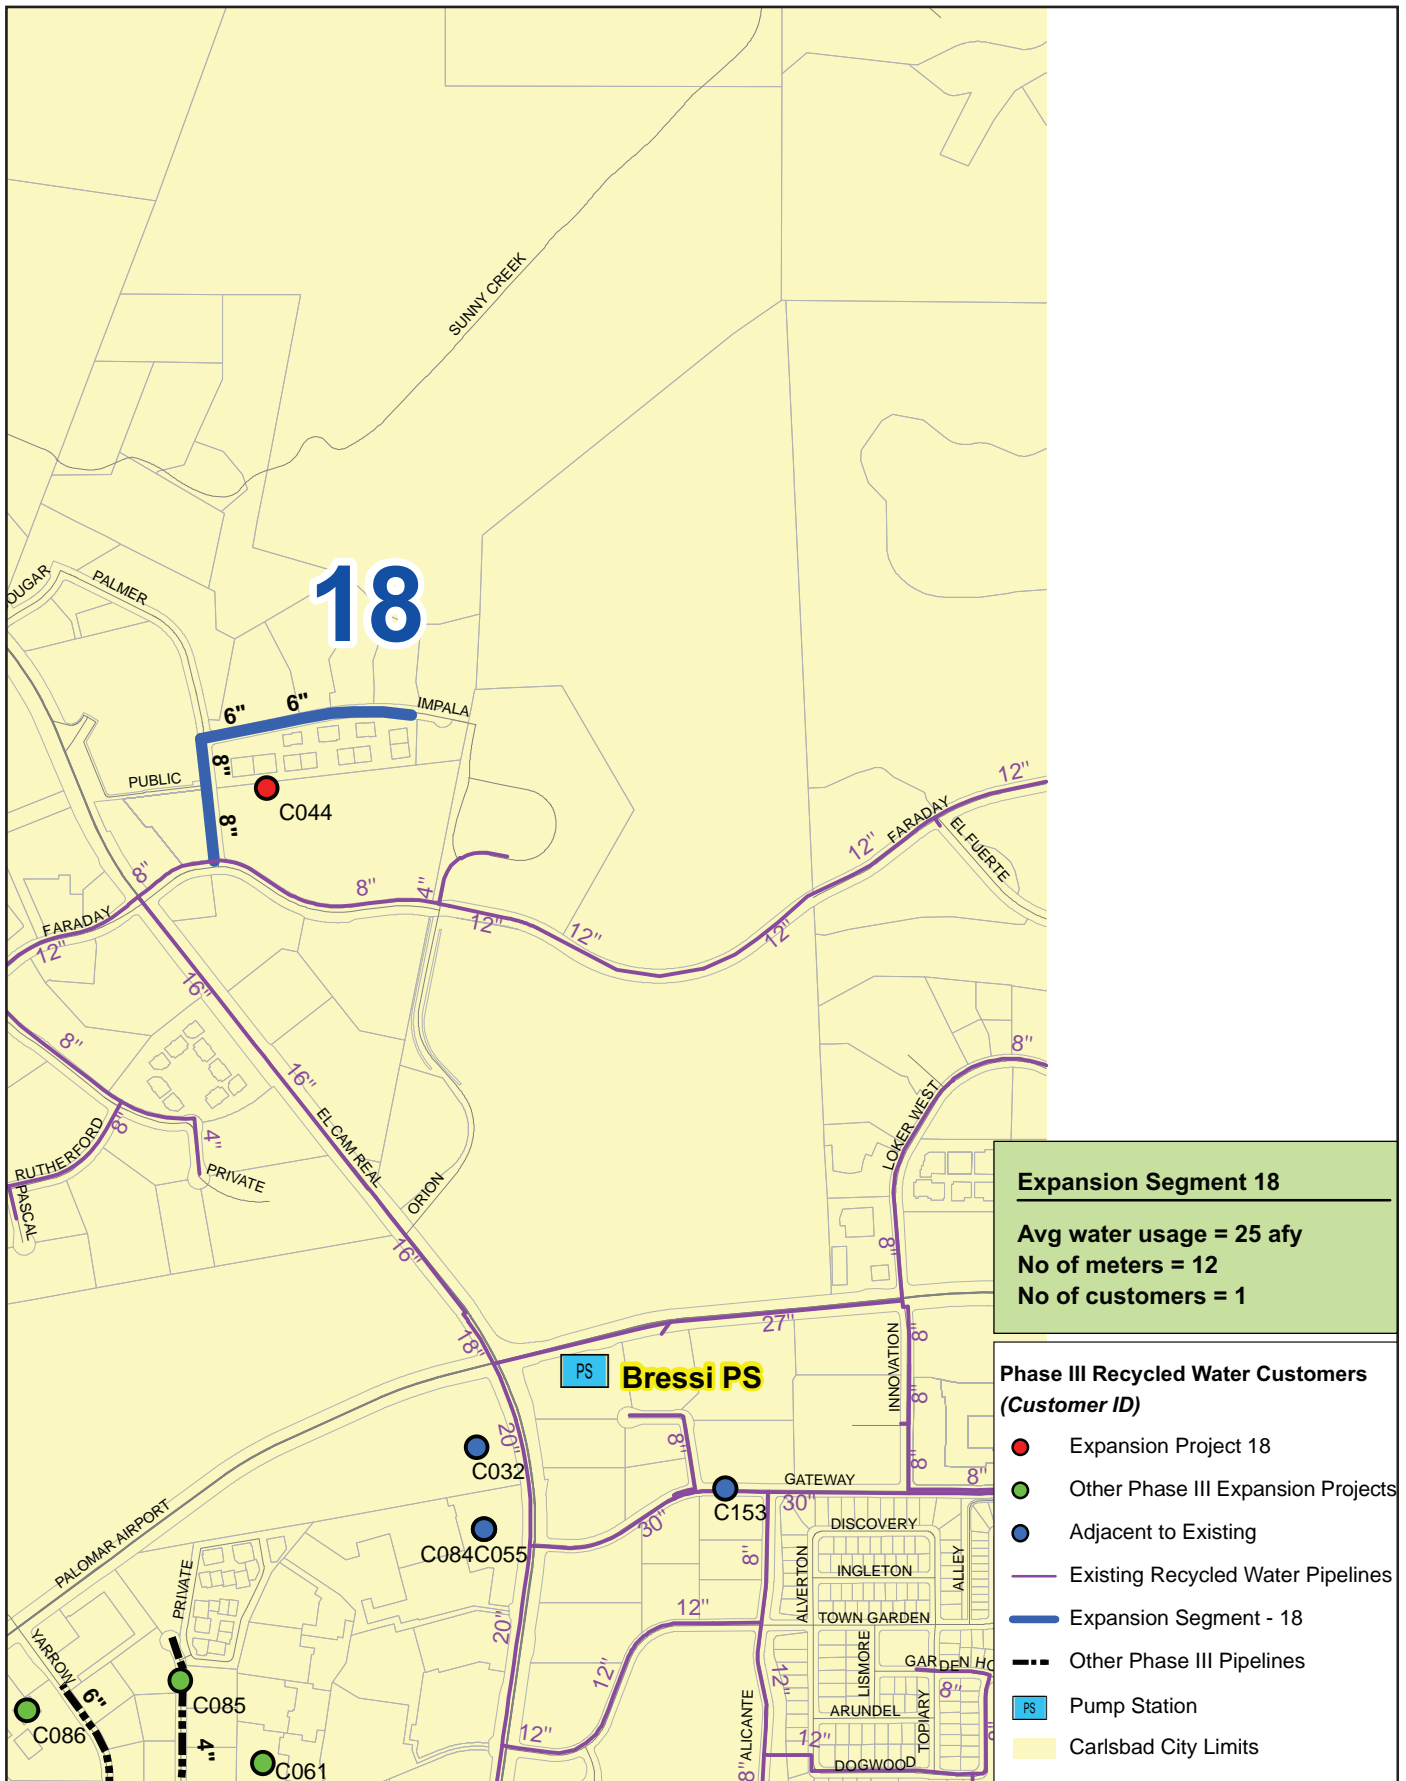 SUNNY CREEK
18
OUGAR
PALMER
IMPALA
6"
6"
8"
8"
PUBLIC
C044
12"
12"
FARADAY
EL FUERTE
8"
8"
4"
FARADAY
12"
12"
12"
12"
16"
8"
16"
8"
EL CAM REAL
RUTHERFORD
8"
4"
PRIVATE
PASCAL
ORION
16"
LOKER WEST
8"
18"
27"
INNOVATION
8"
8"
8"
PS
Bressi PS
20"
C032
8"
GATEWAY
8"
C153
30"
30"
C084C055
DISCOVERY
INGLETON
ALLEY
ALVERTON
TOWN GARDEN
LISMORE
GARDEN HO
8"
ARUNDEL
TOPIARY
DOGWOOD
PALOMAR AIRPORT
PRIVATE
20"
8"
12"
12"
12"
12"
12"
ALICANTE
8"
YARROW
6"
C085
C086
4"
C061
Expansion Segment 18
Avg water usage = 25 afy
No of meters = 12
No of customers = 1
Phase III Recycled Water Customers
(Customer ID)
Expansion Project 18
Other Phase III Expansion Projects
Adjacent to Existing
Existing Recycled Water Pipelines
Expansion Segment - 18
Other Phase III Pipelines
PS Pump Station
Carlsbad City Limits